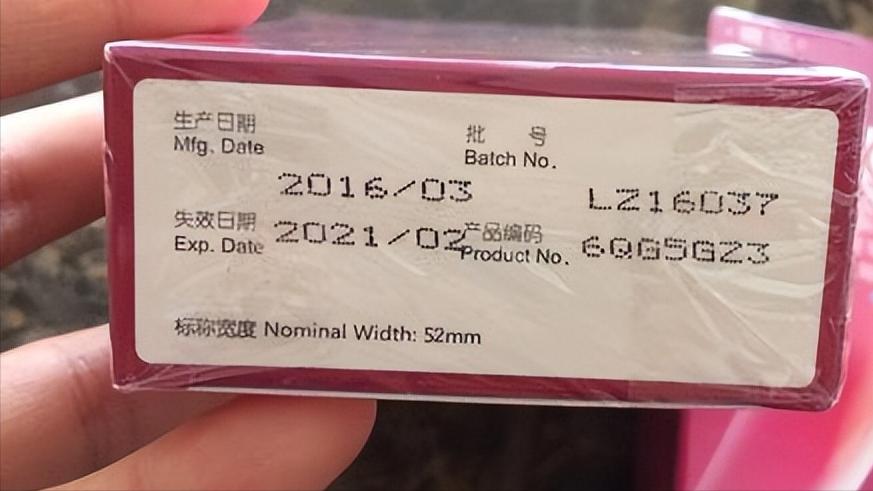 生产日期
Mfg. Date
2016/03
批 号
Batch No.
LZ16037
失效日期
Exp. Date
2021/02
产品编码
Product No.
6QG5G23
标称宽度 Nominal Width: 52mm